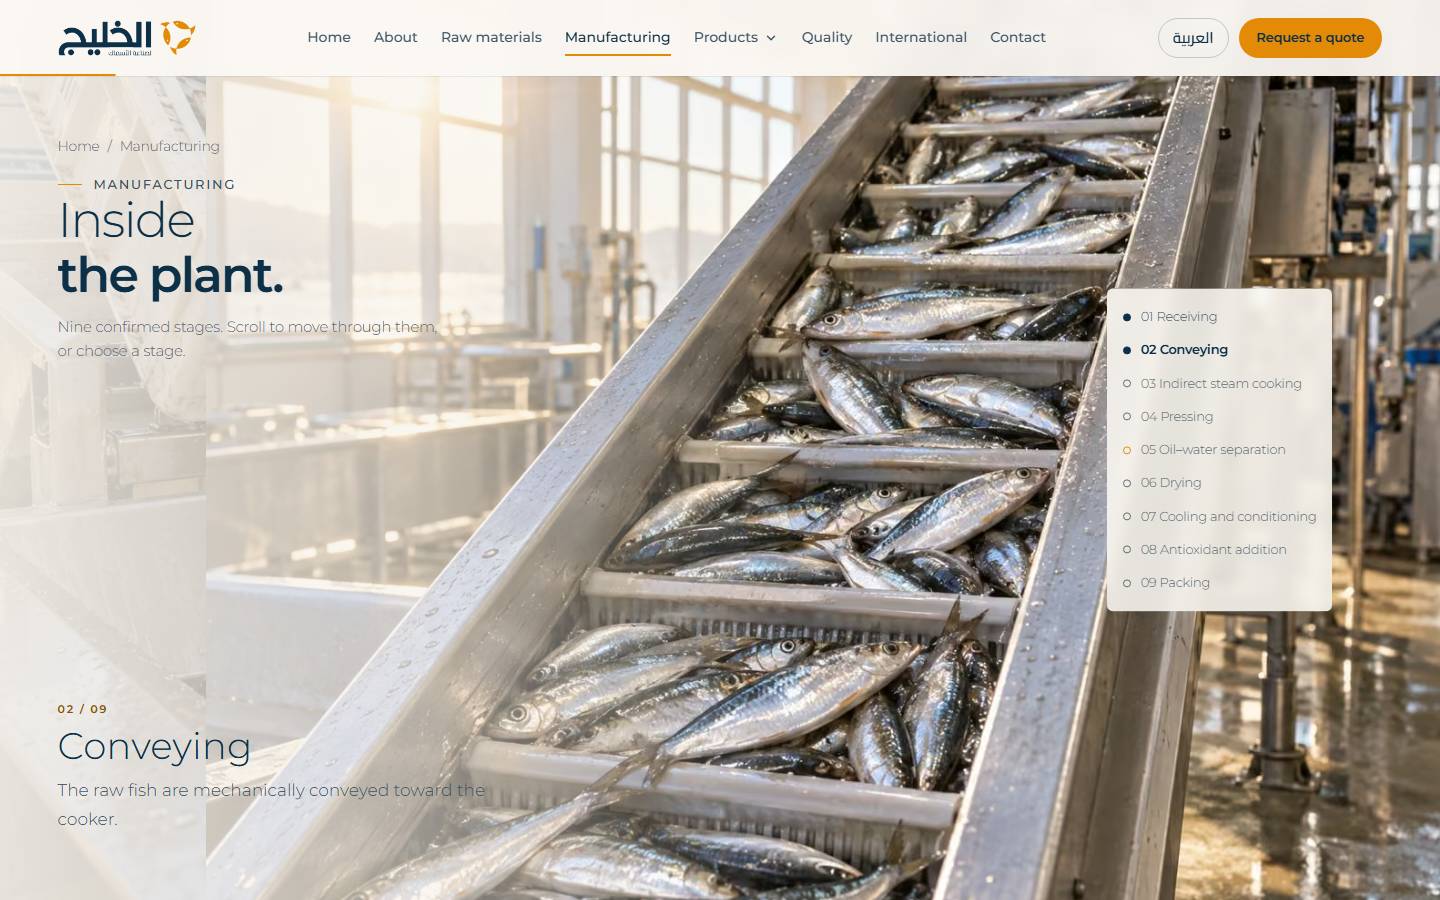 الخليج
لصناعة الأسماك
Home
About
Raw materials
Manufacturing
Products
Quality
International
Contact
العربية
Request a quote
Home / Manufacturing
MANUFACTURING
Inside
the plant.
Nine confirmed stages. Scroll to move through them,
or choose a stage.
01 Receiving
02 Conveying
03 Indirect steam cooking
04 Pressing
05 Oil–water separation
06 Drying
07 Cooling and conditioning
08 Antioxidant addition
09 Packing
02 / 09
Conveying
The raw fish are mechanically conveyed toward the
cooker.